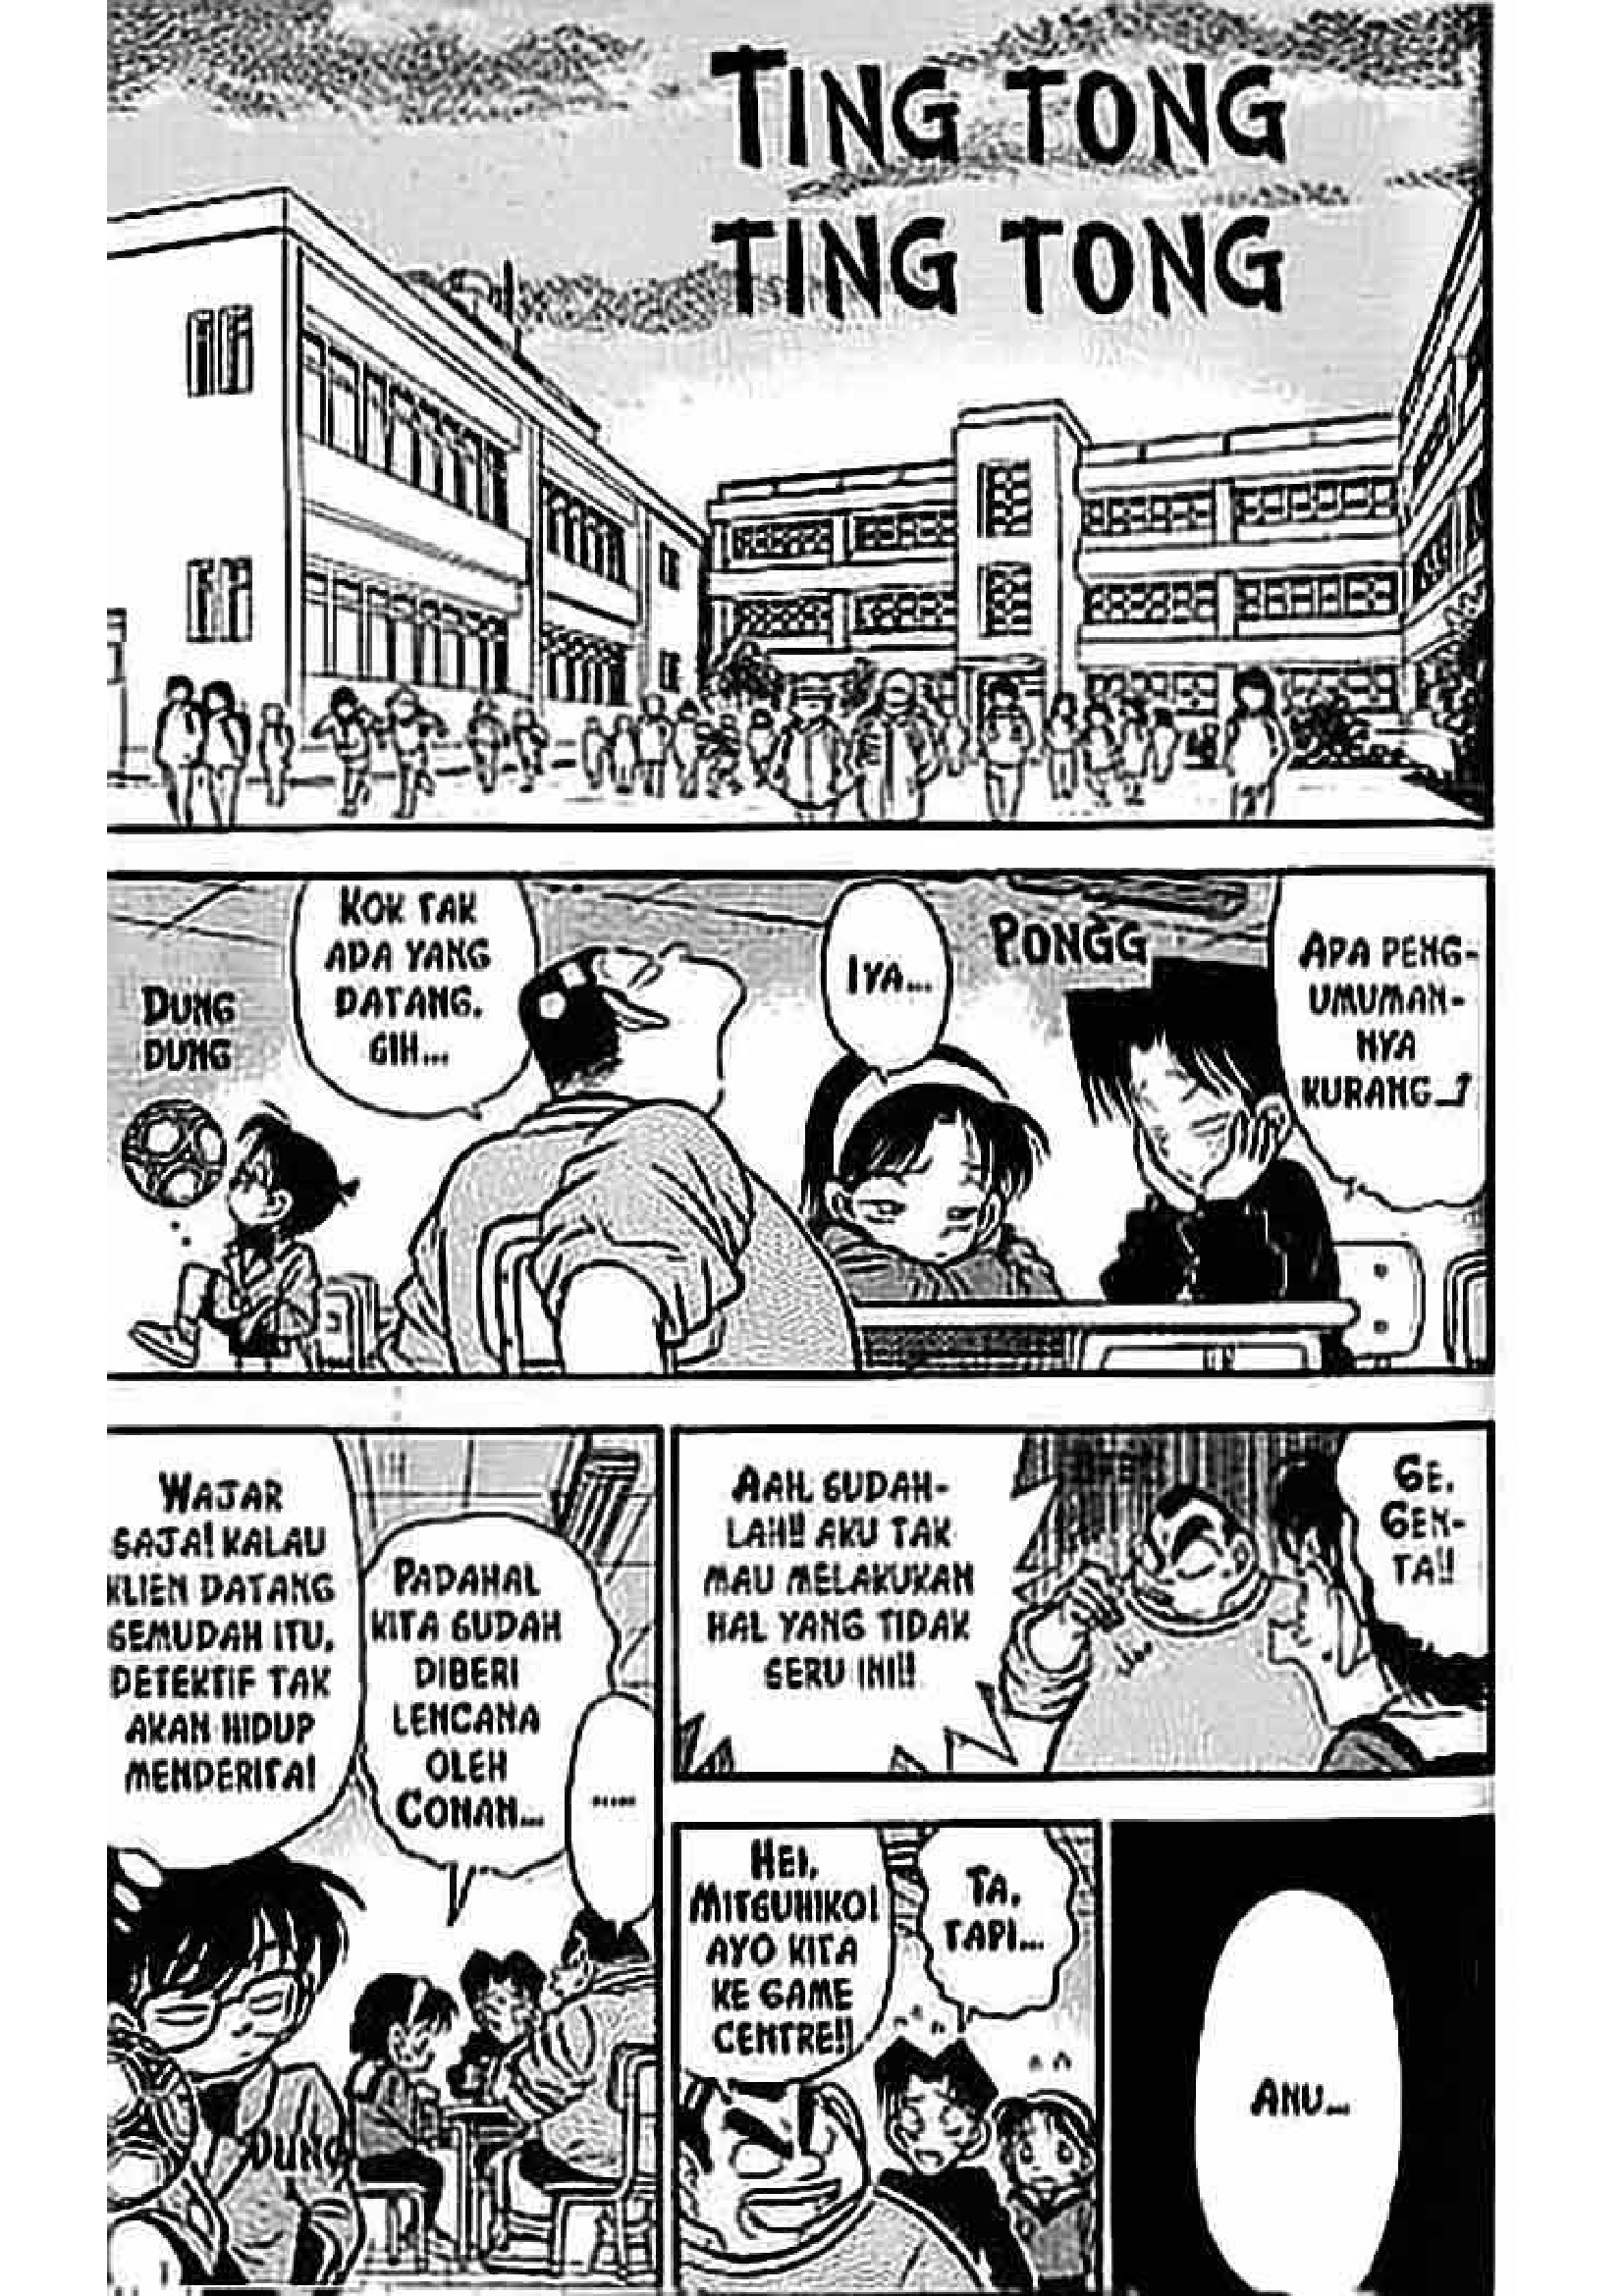 TING TONG
TING TONG
APA PENG-
UMUMAN-
NYA
KURANG...?
PONGG
IYA...
KOK TAK
ADA YANG
DATANG,
SIH...
DUNG
DUNG
GE,
GEN-
TA!!
AAH, SUDAH-
LAH!! AKU TAK
MAU MELAKUKAN
HAL YANG TIDAK
SERU INI!!
.....
PADAHAL
KITA SUDAH
DIBERI
LENCANA
OLEH
CONAN...
WAJAR
SAJA! KALAU
KLIEN DATANG
SEMUDAH ITU,
DETEKTIF TAK
AKAN HIDUP
MENDERITA!
DUNG
TA,
TAPI...
HEI,
MITSUHIKO!
AYO KITA
KE GAME
CENTRE!!
ANU...